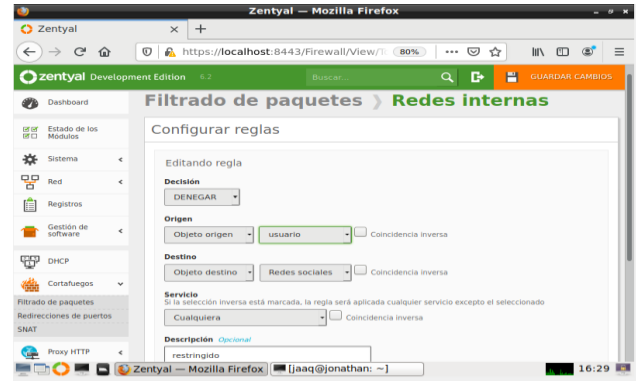 Zentyal — Mozilla Firefox
Zentyal
https://localhost:8443/Firewall/View/
80%
zentyal Development Edition 6.2
Buscar...
GUARDAR CAMBIOS
Dashboard
Estado de los
Módulos
Sistema
Red
Registros
Gestión de
software
DHCP
Cortafuegos
Filtrado de paquetes
Redirecciones de puertos
SNAT
Proxy HTTP
Filtrado de paquetes ❭ Redes internas
Configurar reglas
Editando regla
Decisión
DENEGAR
Origen
Objeto origen usuario Coincidencia inversa
Destino
Objeto destino Redes sociales Coincidencia inversa
Servicio
Si la selección inversa está marcada, la regla será aplicada cualquier servicio excepto el seleccionado
Cualquiera Coincidencia inversa
Descripción Opcional
restringido
Zentyal — Mozilla Firefox [jaaq@jonathan: ~] 16:29